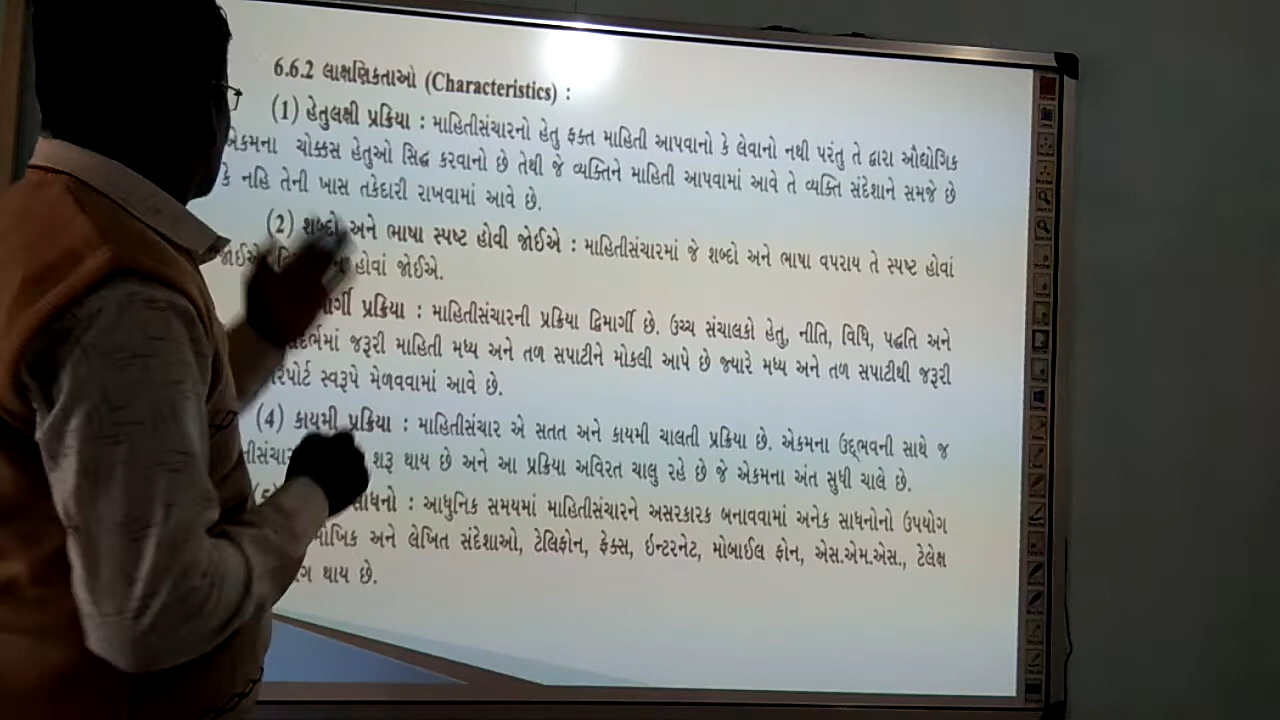 6.6.2 લાક્ષણિકતાઓ (Characteristics) :
(1) હેતુલક્ષી પ્રક્રિયા : માહિતીસંચારનો હેતુ ફક્ત માહિતી આપવાનો કે લેવાનો નથી પરંતુ તે દ્વારા ઔદ્યોગિક
એકમના ચોક્કસ હેતુઓ સિદ્ધ કરવાનો છે તેથી જે વ્યક્તિને માહિતી આપવામાં આવે તે વ્યક્તિ સંદેશાને સમજે છે
કે નહિ તેની ખાસ તકેદારી રાખવામાં આવે છે.
(2) શબ્દો અને ભાષા સ્પષ્ટ હોવી જોઈએ : માહિતીસંચારમાં જે શબ્દો અને ભાષા વપરાય તે સ્પષ્ટ હોવાં
જોઈએ હોવાં જોઈએ.
પ્રક્રિયા : માહિતીસંચારની પ્રક્રિયા દ્વિમાર્ગી છે. ઉચ્ચ સંચાલકો હેતુ, નીતિ, વિધિ, પદ્ધતિ અને
જરૂરી માહિતી મધ્ય અને તળ સપાટીને મોકલી આપે છે જ્યારે મધ્ય અને તળ સપાટીથી જરૂરી
રિપોર્ટ સ્વરૂપે મેળવવામાં આવે છે.
(4) કાયમી પ્રક્રિયા : માહિતીસંચાર એ સતત અને કાયમી ચાલતી પ્રક્રિયા છે. એકમના ઉદ્ભવની સાથે જ
શરૂ થાય છે અને આ પ્રક્રિયા અવિરત ચાલુ રહે છે જે એકમના અંત સુધી ચાલે છે.
સાધનો : આધુનિક સમયમાં માહિતીસંચારને અસરકારક બનાવવામાં અનેક સાધનોનો ઉપયોગ
મૌખિક અને લેખિત સંદેશાઓ, ટેલિફોન, ફેક્સ, ઇન્ટરનેટ, મોબાઈલ ફોન, એસ.એમ.એસ., ટેલેક્ષ
થાય છે.